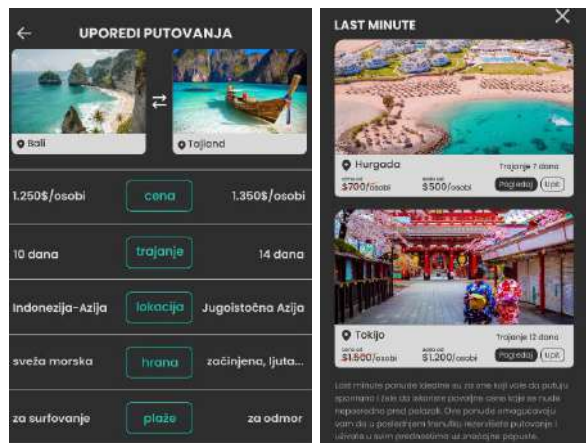 UPOREDI PUTOVANJA
Bali
Tajland
1.250$/osobi cena 1.350$/osobi
10 dana trajanje 14 dana
Indonezija-Azija lokacija Jugoistočna Azija
sveža morska hrana začinjena, ljuta...
za surfovanje plaže za odmor
LAST MINUTE
Hurgada
Trajanje 7 dana
$700/osobi $500/osobi Pogledaj Upit
Tokijo
Trajanje 12 dana
$1.500/osobi $1.200/osobi Pogledaj Upit
Last minute ponude idealne su za sve koji vole da putuju
spontano i žele da iskoriste povoljne cene koje se nude
neposredno pred polazak. Ove ponude omogućavaju
vam da u poslednjem trenutku rezervišete putovanje i
uživate u svim prednostima uz značajne popuste.